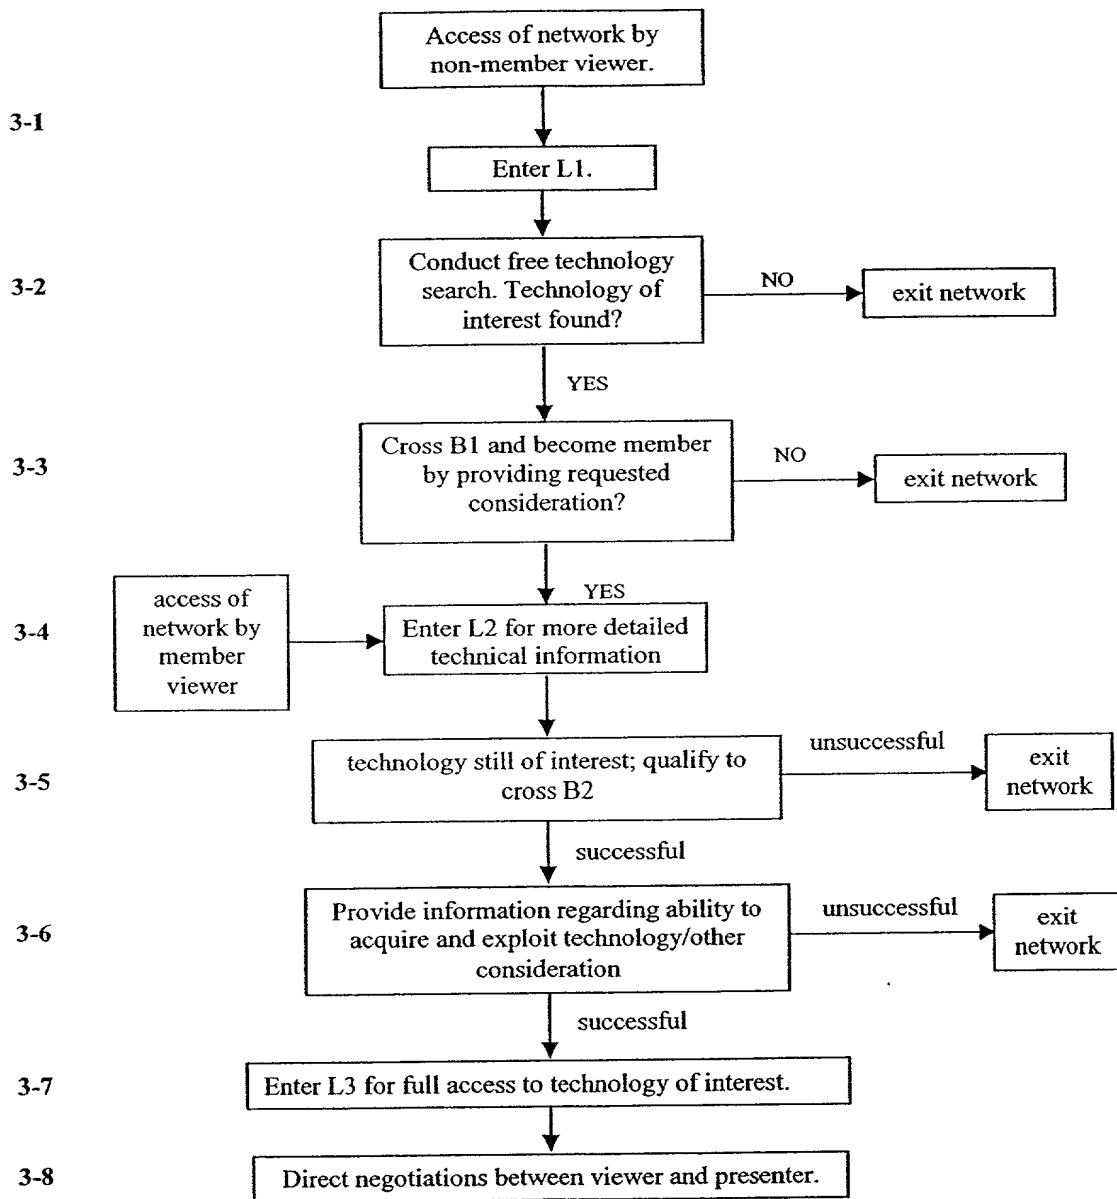 Access of network by
non-member viewer.
3-1
Enter L1.
3-2
Conduct free technology
search. Technology of
interest found?
NO
exit network
YES
3-3
Cross B1 and become member
by providing requested
consideration?
NO
exit network
YES
3-4
access of
network by
member
viewer
Enter L2 for more detailed
technical information
3-5
technology still of interest; qualify to
cross B2
unsuccessful
exit
network
successful
3-6
Provide information regarding ability to
acquire and exploit technology/other
consideration
unsuccessful
exit
network
successful
3-7
Enter L3 for full access to technology of interest.
3-8
Direct negotiations between viewer and presenter.